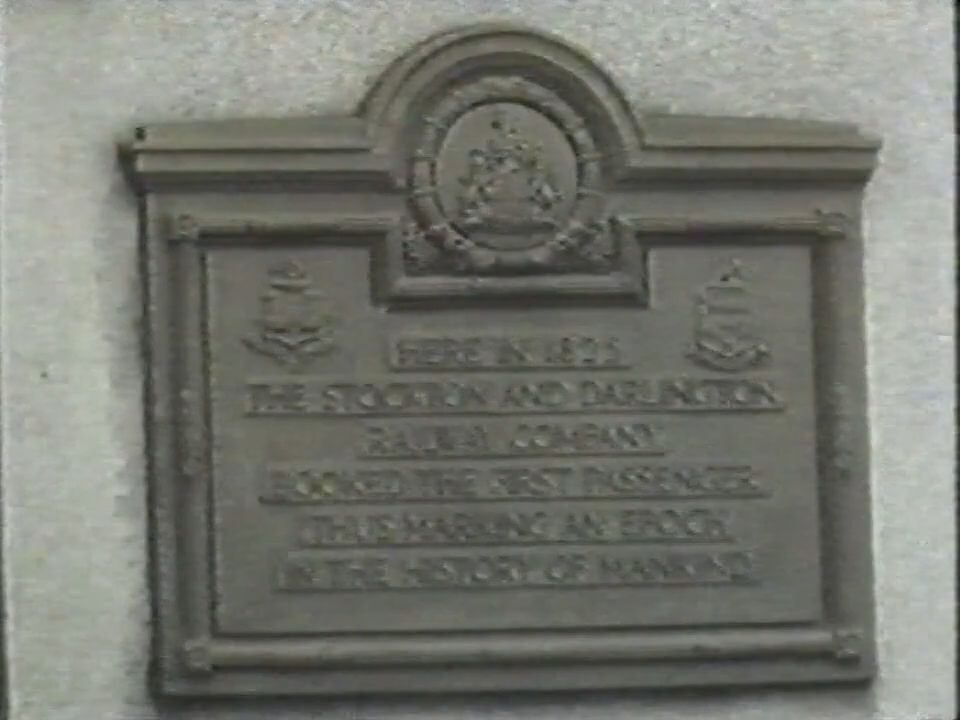 HERE IN 1825
THE STOCKTON AND DARLINGTON
RAILWAY COMPANY
BOOKED THE FIRST PASSENGER
THUS MARKING AN EPOCH
IN THE HISTORY OF MANKIND